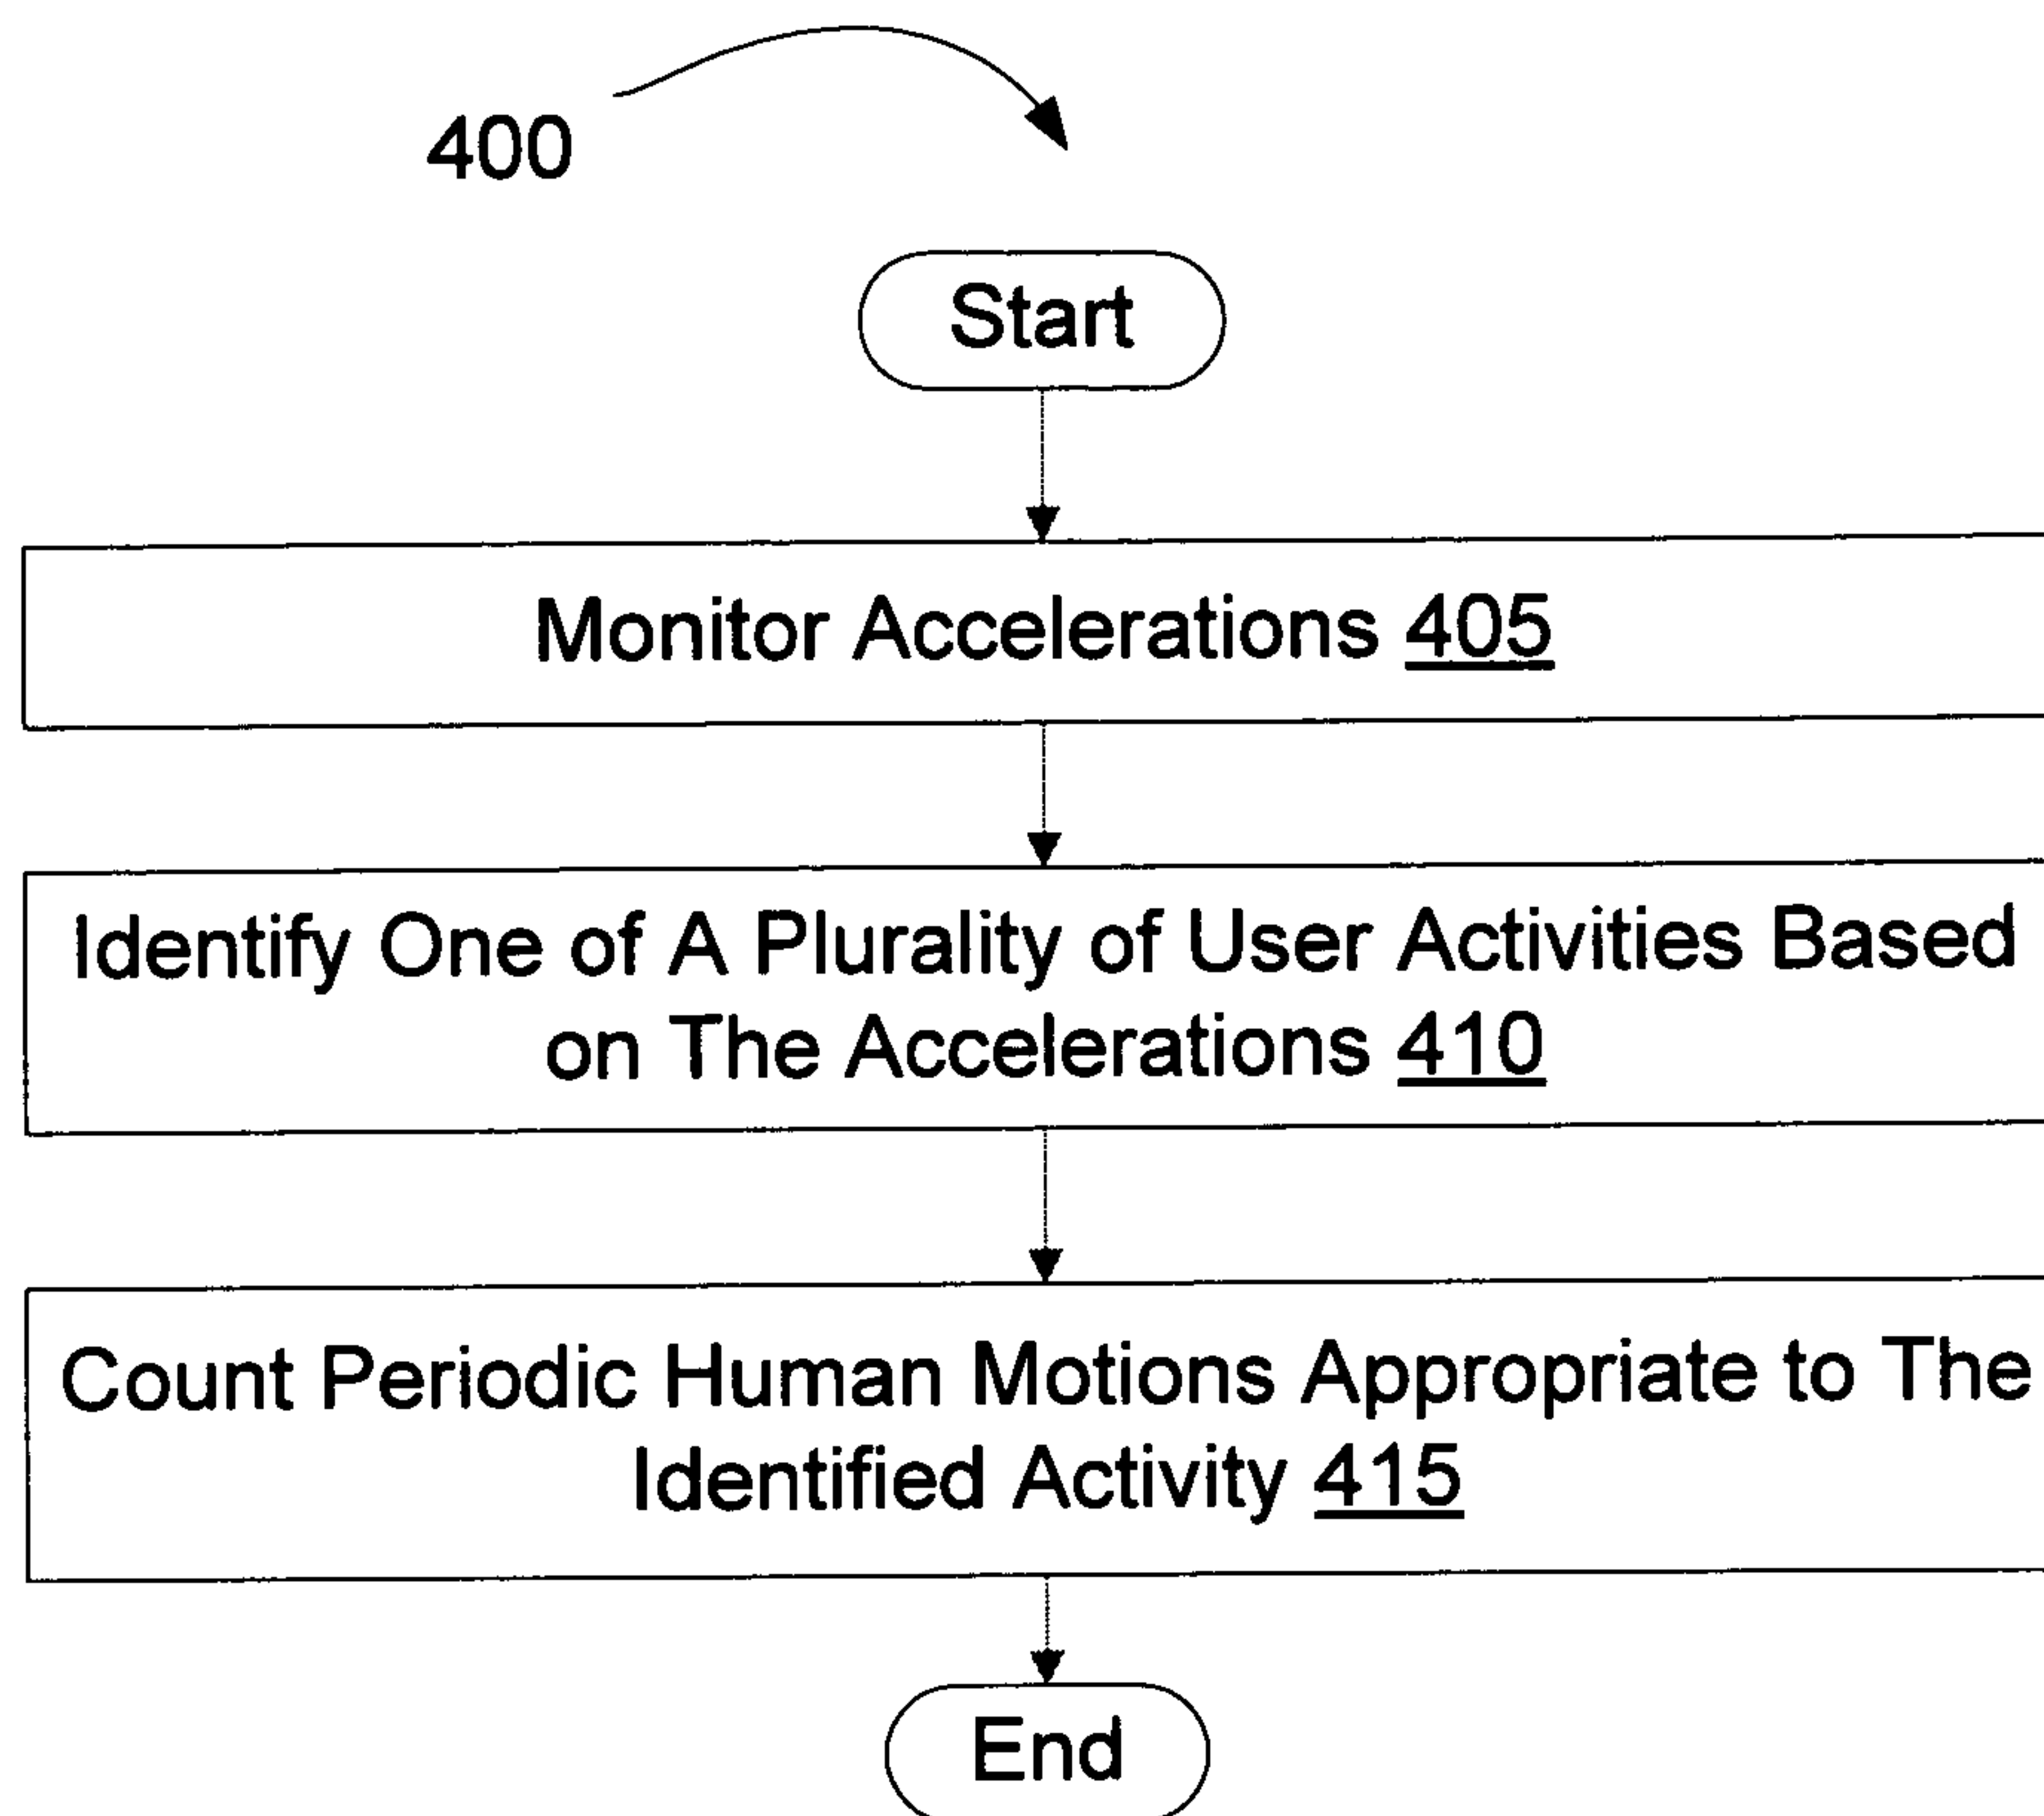 400
Start
Monitor Accelerations 405
Identify One of A Plurality of User Activities Based
on The Accelerations 410
Count Periodic Human Motions Appropriate to The
Identified Activity 415
End